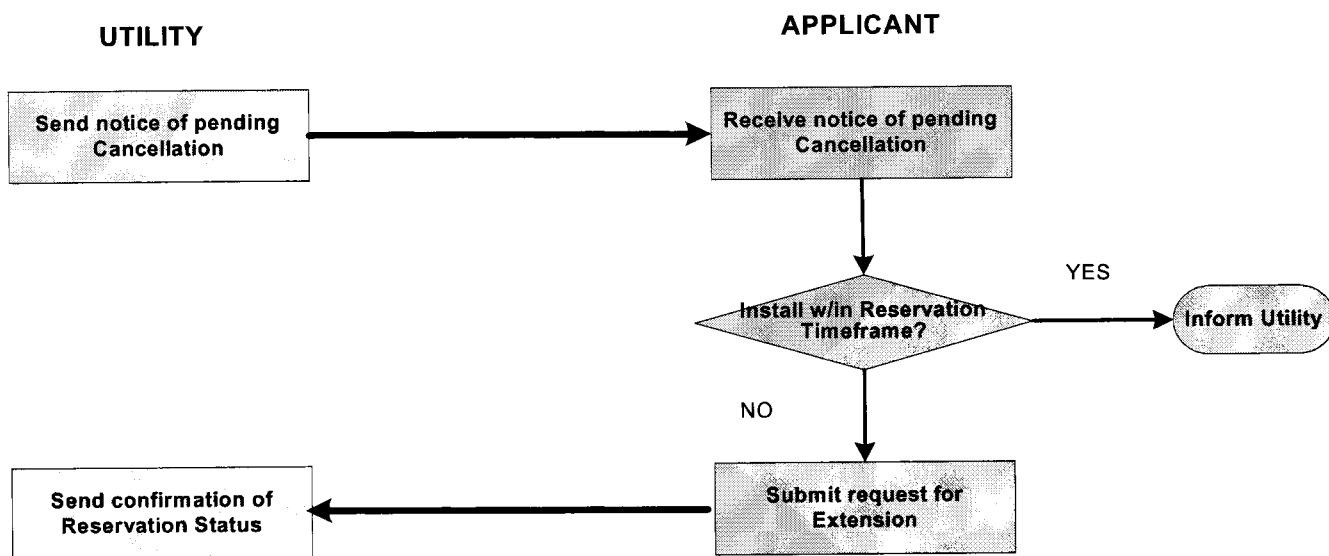 UTILITY
APPLICANT
Send notice of pending
Cancellation
Receive notice of pending
Cancellation
Install w/in Reservation
Timeframe?
YES
Inform Utility
NO
Submit request for
Extension
Send confirmation of
Reservation Status